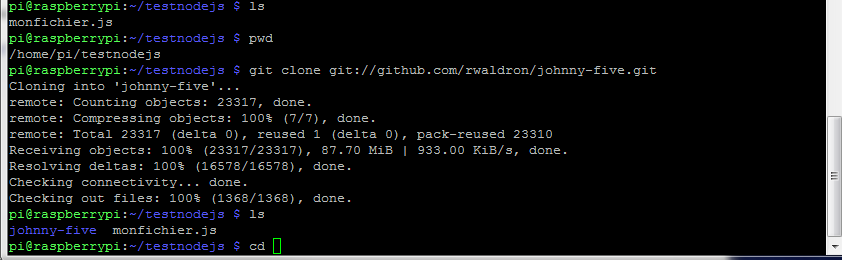 pi@raspberrypi:~/testnodejs $ ls
monfichier.js
pi@raspberrypi:~/testnodejs $ pwd
/home/pi/testnodejs
pi@raspberrypi:~/testnodejs $ git clone git://github.com/rwaldron/johnny-five.git
Cloning into 'johnny-five'...
remote: Counting objects: 23317, done.
remote: Compressing objects: 100% (7/7), done.
remote: Total 23317 (delta 0), reused 1 (delta 0), pack-reused 23310
Receiving objects: 100% (23317/23317), 87.70 MiB | 933.00 KiB/s, done.
Resolving deltas: 100% (16578/16578), done.
Checking connectivity... done.
Checking out files: 100% (1368/1368), done.
pi@raspberrypi:~/testnodejs $ ls
johnny-five  monfichier.js
pi@raspberrypi:~/testnodejs $ cd